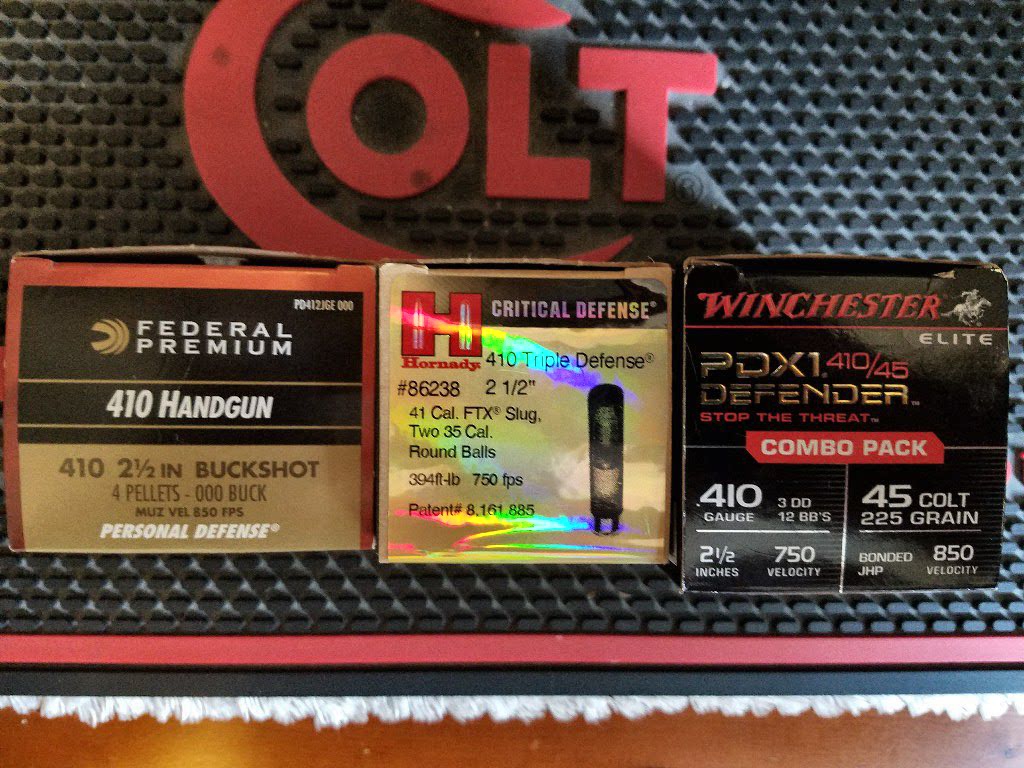 COLT®
PD412JGE 000
FEDERAL
PREMIUM
410 HANDGUN
410 2½ IN BUCKSHOT
4 PELLETS - 000 BUCK
MUZ VEL 850 FPS
PERSONAL DEFENSE®
H
Hornady
CRITICAL DEFENSE®
410 Triple Defense®
#86238 2 1/2"
41 Cal. FTX® Slug,
Two 35 Cal.
Round Balls
394ft-lb 750 fps
Patent# 8,161,885
WINCHESTER
ELITE
PDX1™ 410/45
DEFENDER™
STOP THE THREAT™
COMBO PACK
.410
GAUGE
3 DD
12 BB'S
2½
INCHES
750
VELOCITY
45 COLT
225 GRAIN
BONDED
JHP
850
VELOCITY